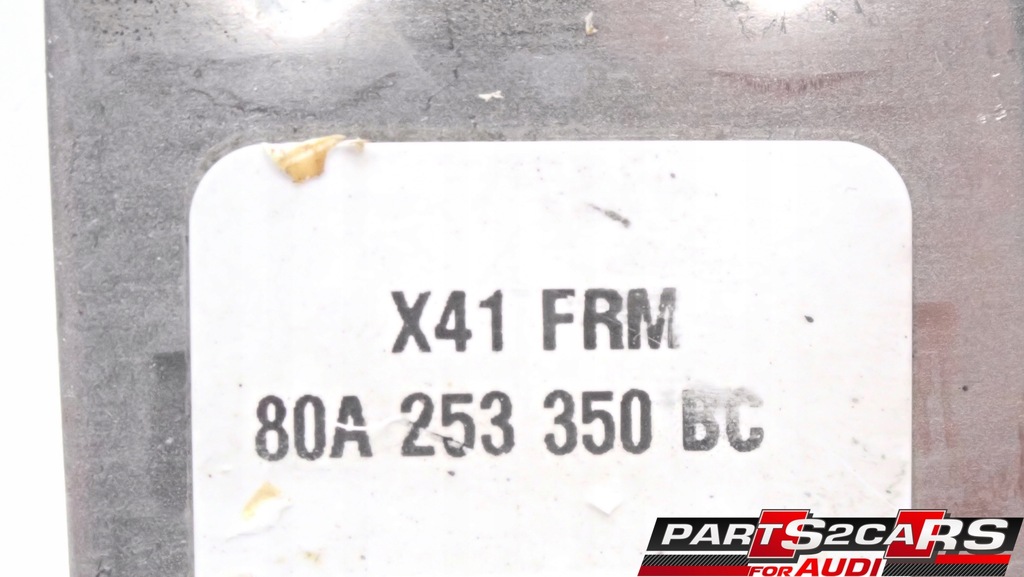 X41 FRM
80A 253 350 BC
PARTS2CARS
FOR AUDI